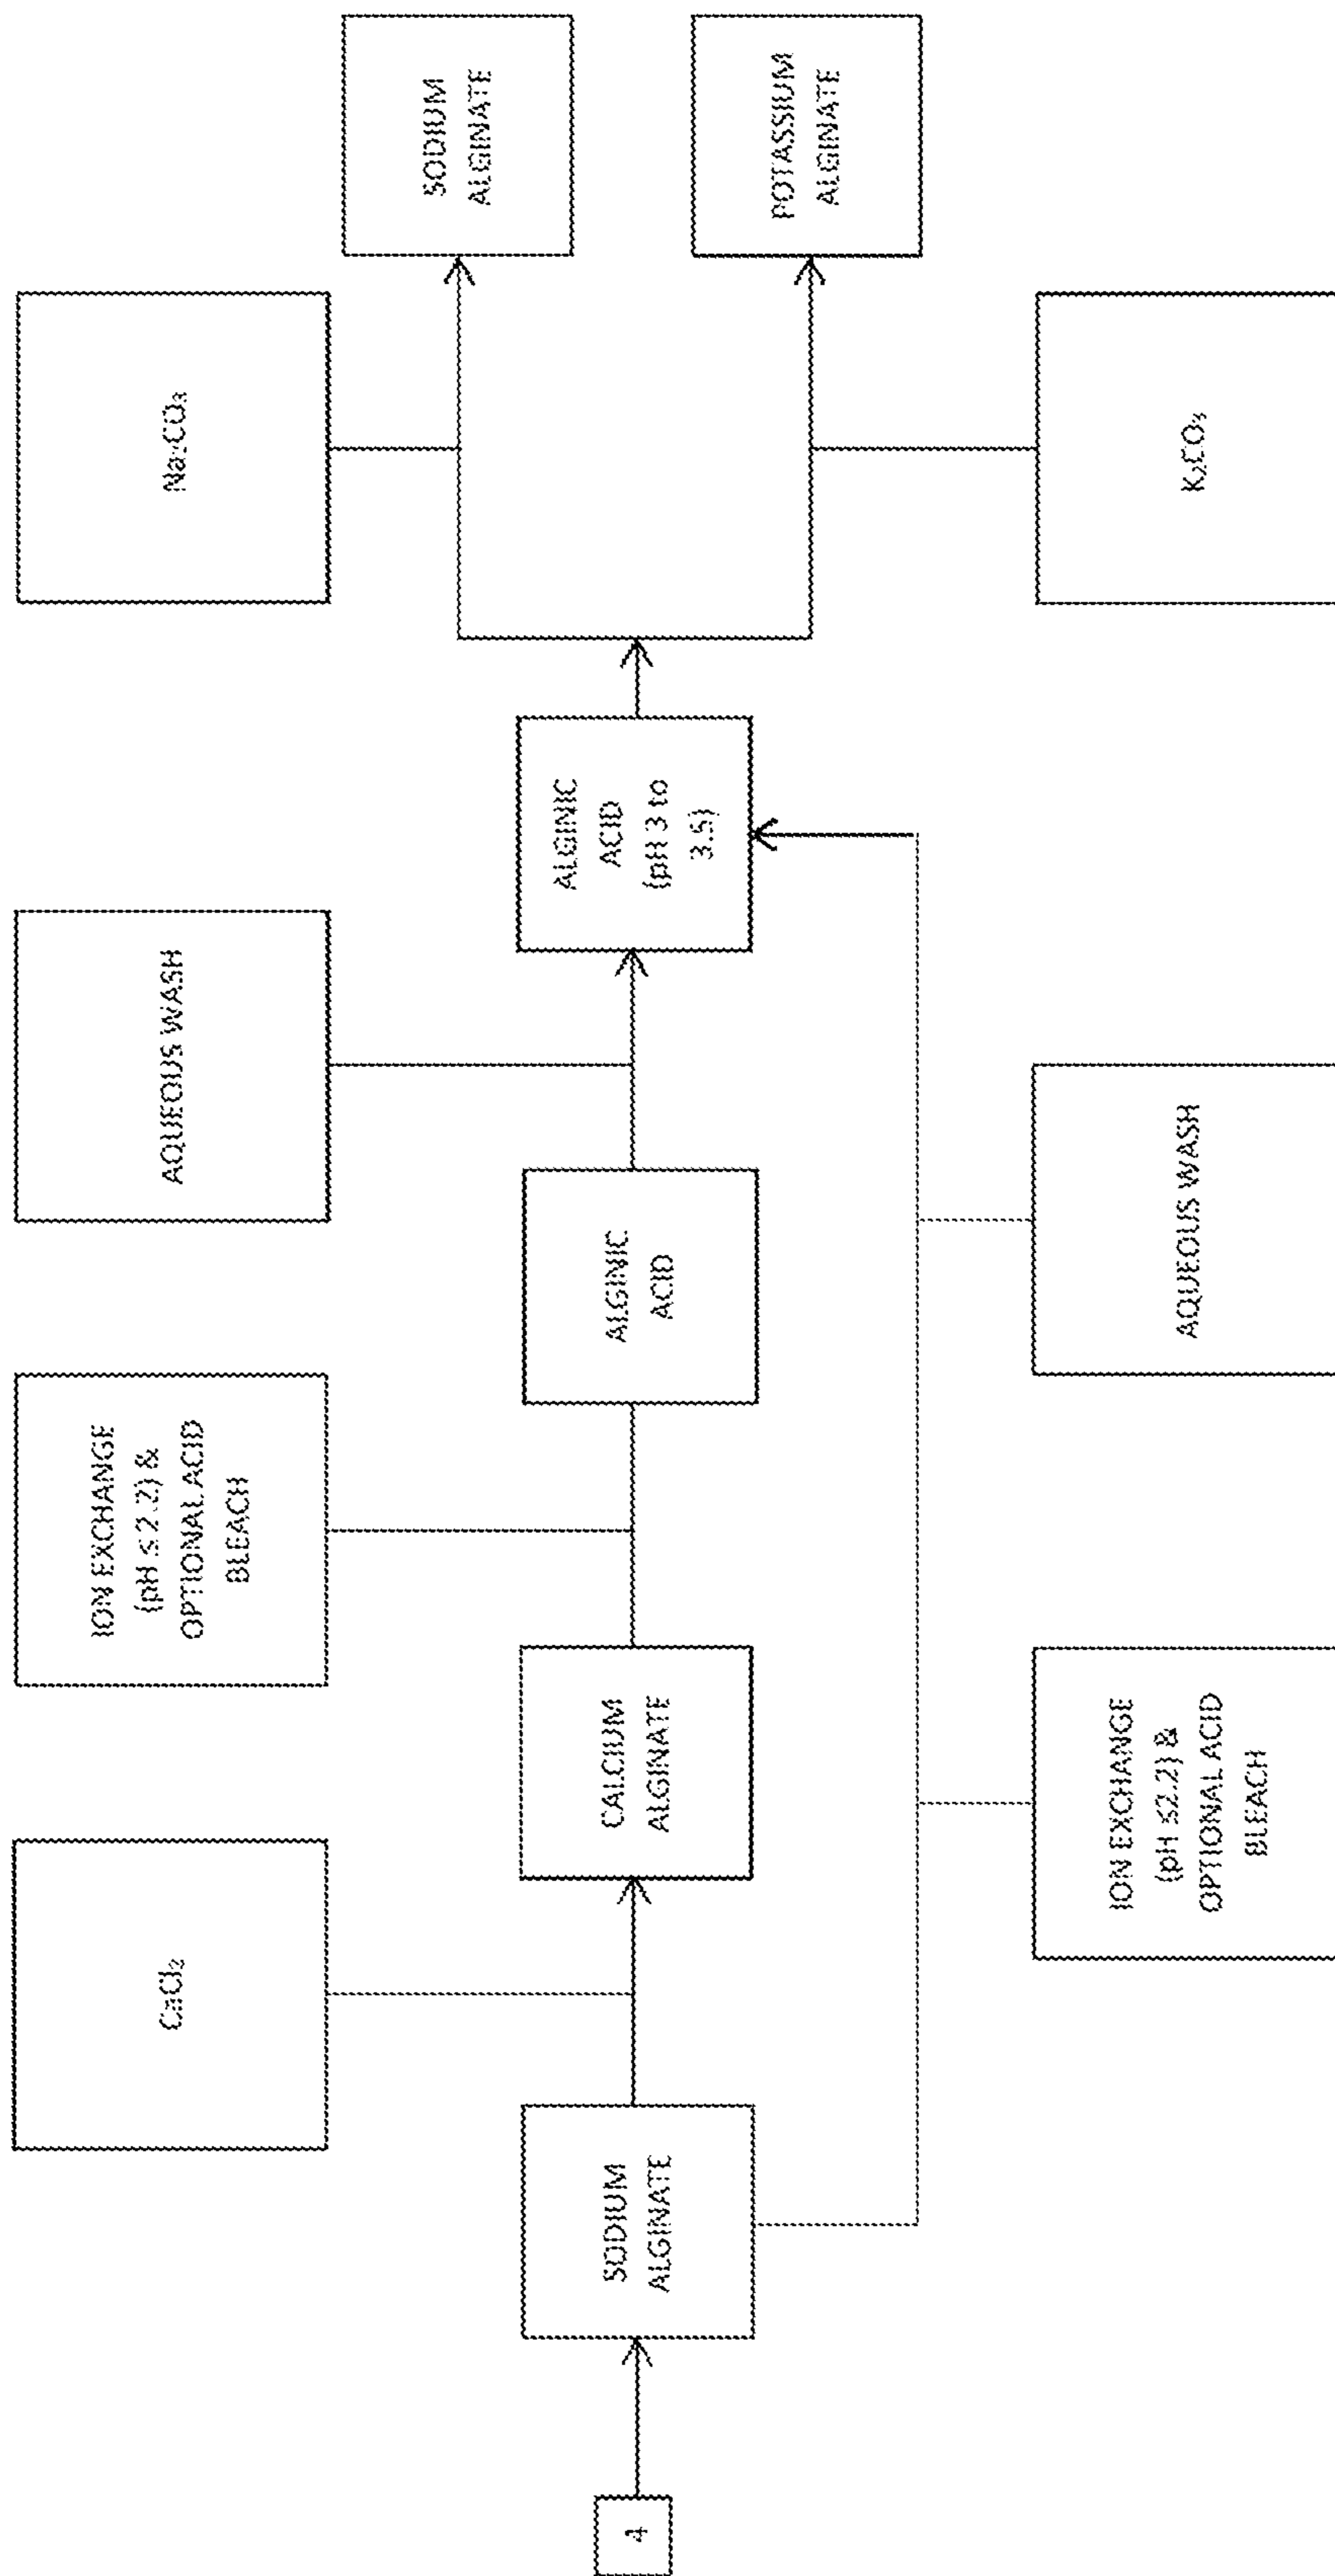 CaCl₂
ION EXCHANGE
(pH ≤ 2.2) &
OPTIONAL ACID
BLEACH
AQUEOUS WASH
Na₂CO₃
4
SODIUM
ALGINATE
CALCIUM
ALGINATE
ALGINIC
ACID
ALGINIC
ACID
(pH 3 to
3.5)
SODIUM
ALGINATE
POTASSIUM
ALGINATE
ION EXCHANGE
(pH ≤2.2) &
OPTIONAL ACID
BLEACH
AQUEOUS WASH
K₂CO₃